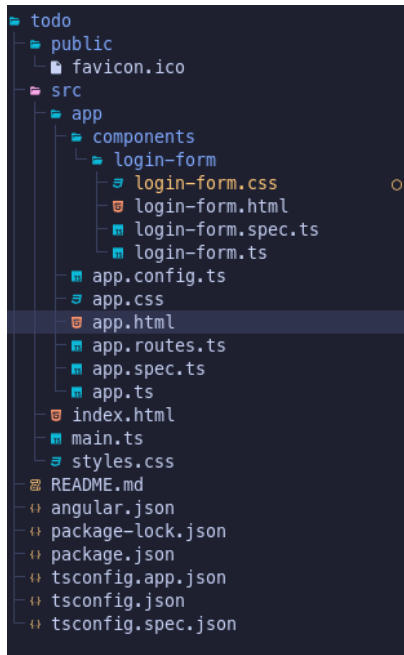 todo
public
favicon.ico
src
app
components
login-form
login-form.css
login-form.html
login-form.spec.ts
login-form.ts
app.config.ts
app.css
app.html
app.routes.ts
app.spec.ts
app.ts
index.html
main.ts
styles.css
README.md
angular.json
package-lock.json
package.json
tsconfig.app.json
tsconfig.json
tsconfig.spec.json